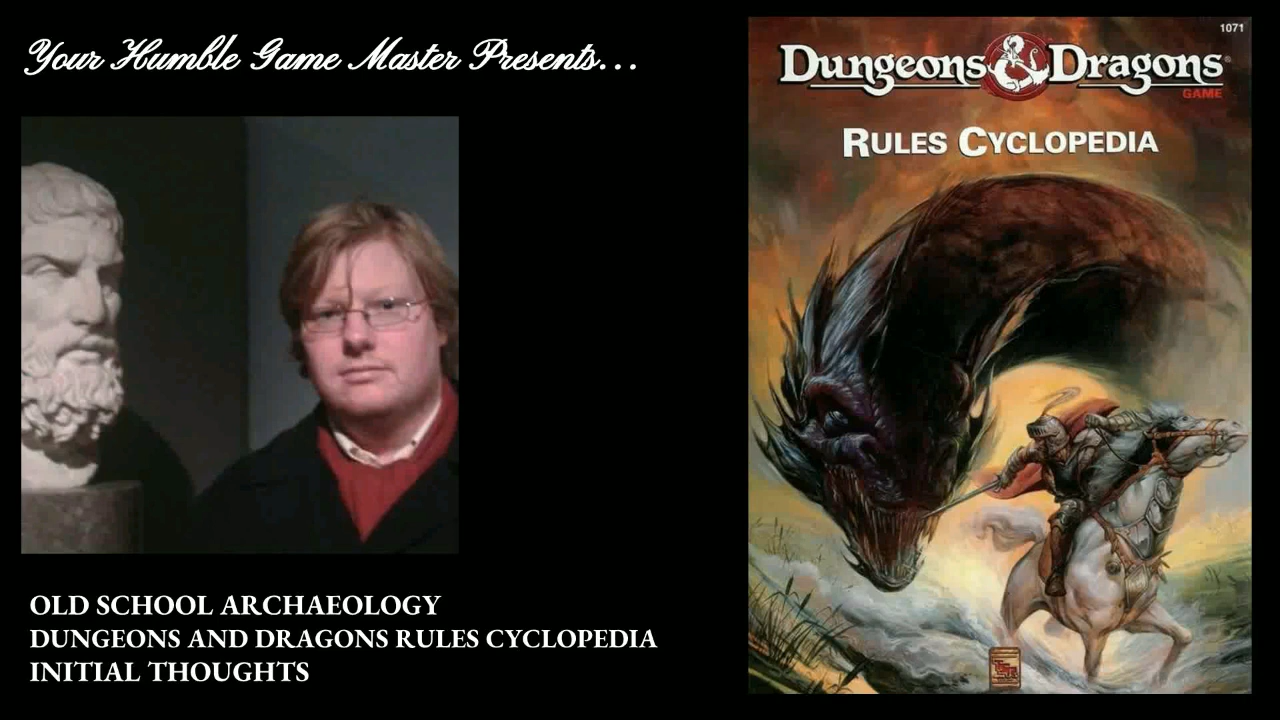 Your Humble Game Master Presents...
1071
Dungeons & Dragons®
GAME
RULES CYCLOPEDIA
OLD SCHOOL ARCHAEOLOGY
DUNGEONS AND DRAGONS RULES CYCLOPEDIA
INITIAL THOUGHTS